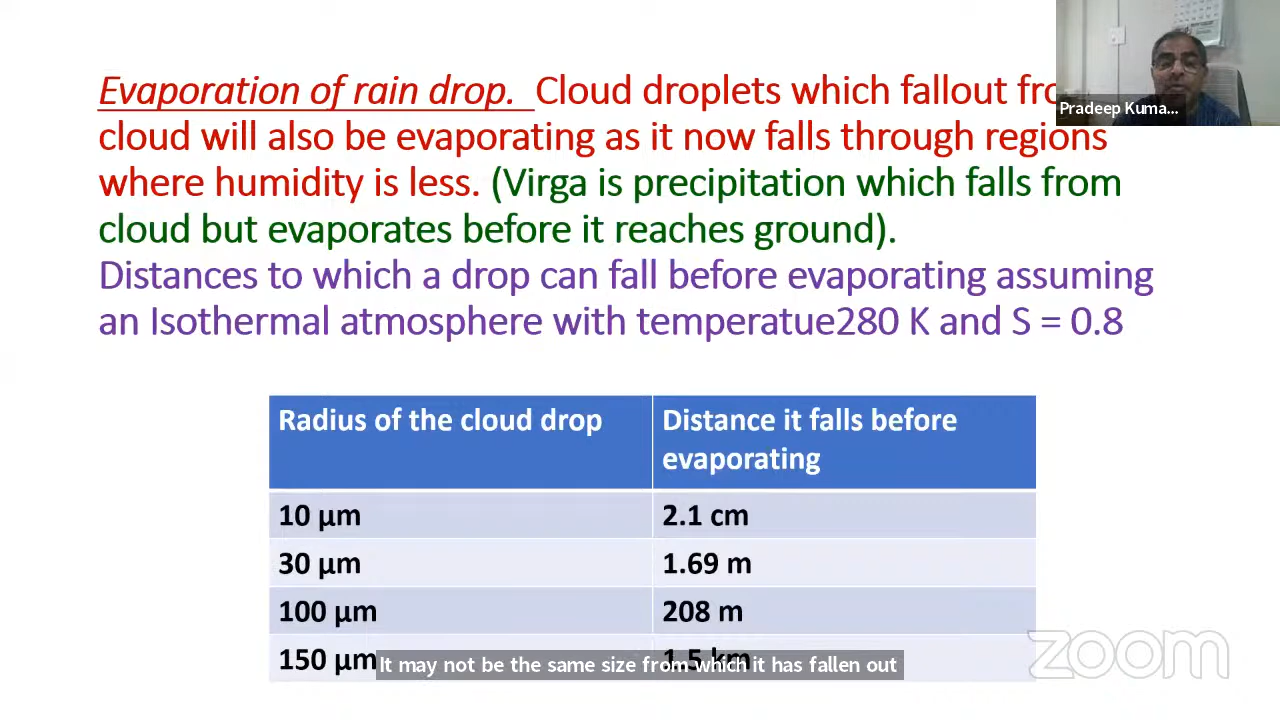 Evaporation of rain drop. Cloud droplets which fallout
cloud will also be evaporating as it now falls through regions
where humidity is less. (Virga is precipitation which falls from
cloud but evaporates before it reaches ground).
Distances to which a drop can fall before evaporating assuming
an Isothermal atmosphere with temperatue280 K and S = 0.8
Pradeep Kuma...
Radius of the cloud drop
Distance it falls before
evaporating
10 μm
2.1 cm
30 μm
1.69 m
100 μm
208 m
150 μm
1.5 km
It may not be the same size from which it has fallen out
zoom